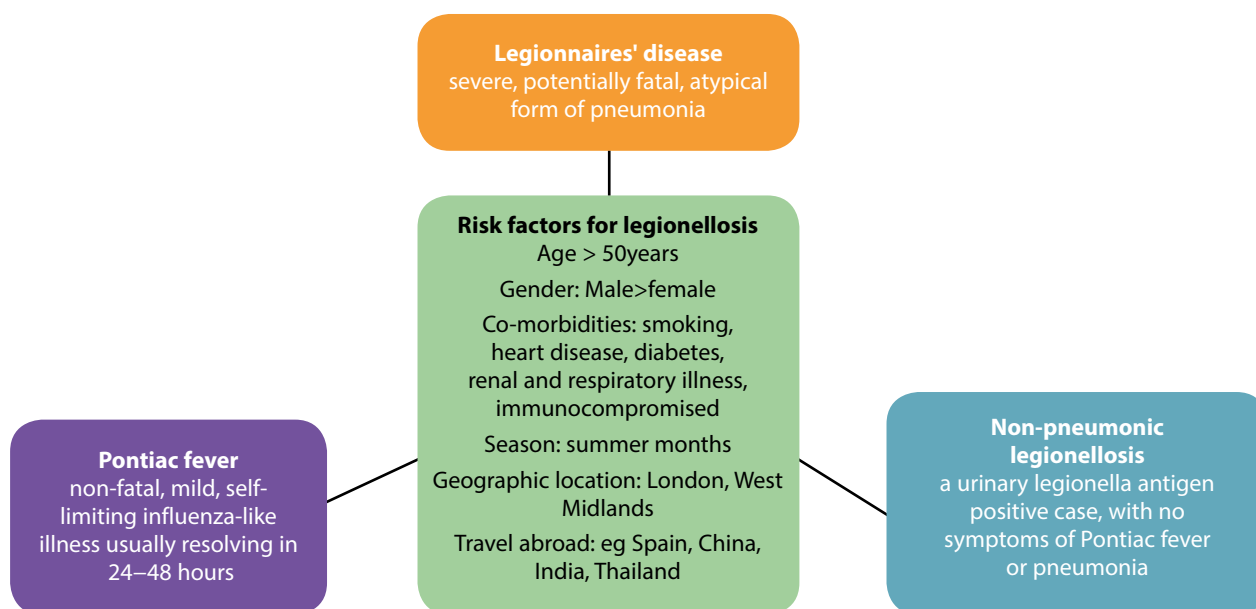 Legionnaires' disease
severe, potentially fatal, atypical
form of pneumonia
Risk factors for legionellosis
Age > 50years
Gender: Male>female
Co-morbidities: smoking,
heart disease, diabetes,
renal and respiratory illness,
immunocompromised
Season: summer months
Geographic location: London, West
Midlands
Travel abroad: eg Spain, China,
India, Thailand
Pontiac fever
non-fatal, mild, self-
limiting influenza-like
illness usually resolving in
24–48 hours
Non-pneumonic
legionellosis
a urinary legionella antigen
positive case, with no
symptoms of Pontiac fever
or pneumonia